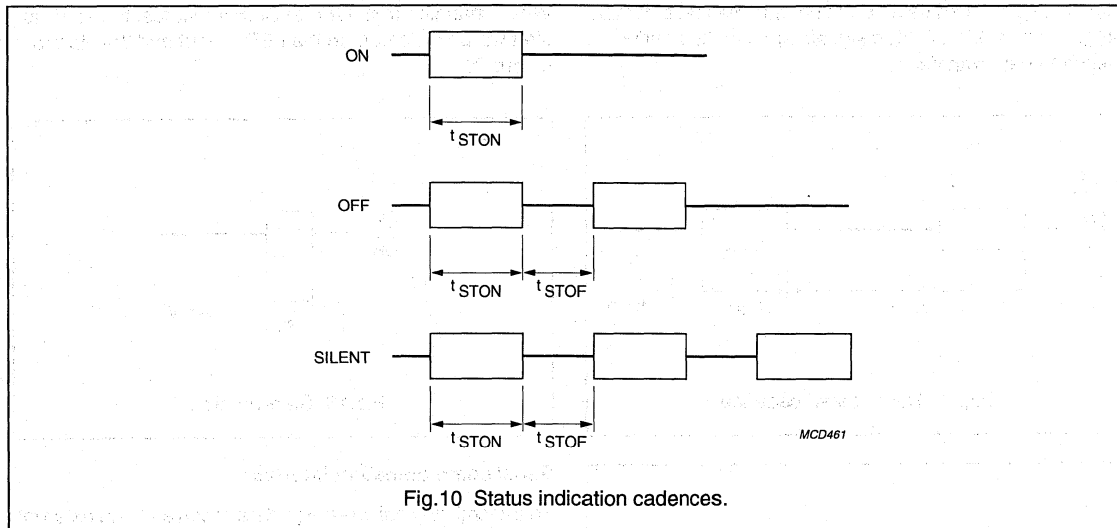 ON
t STON
OFF
t STON
t STOF
SILENT
t STON
t STOF
MCD461
Fig.10 Status indication cadences.